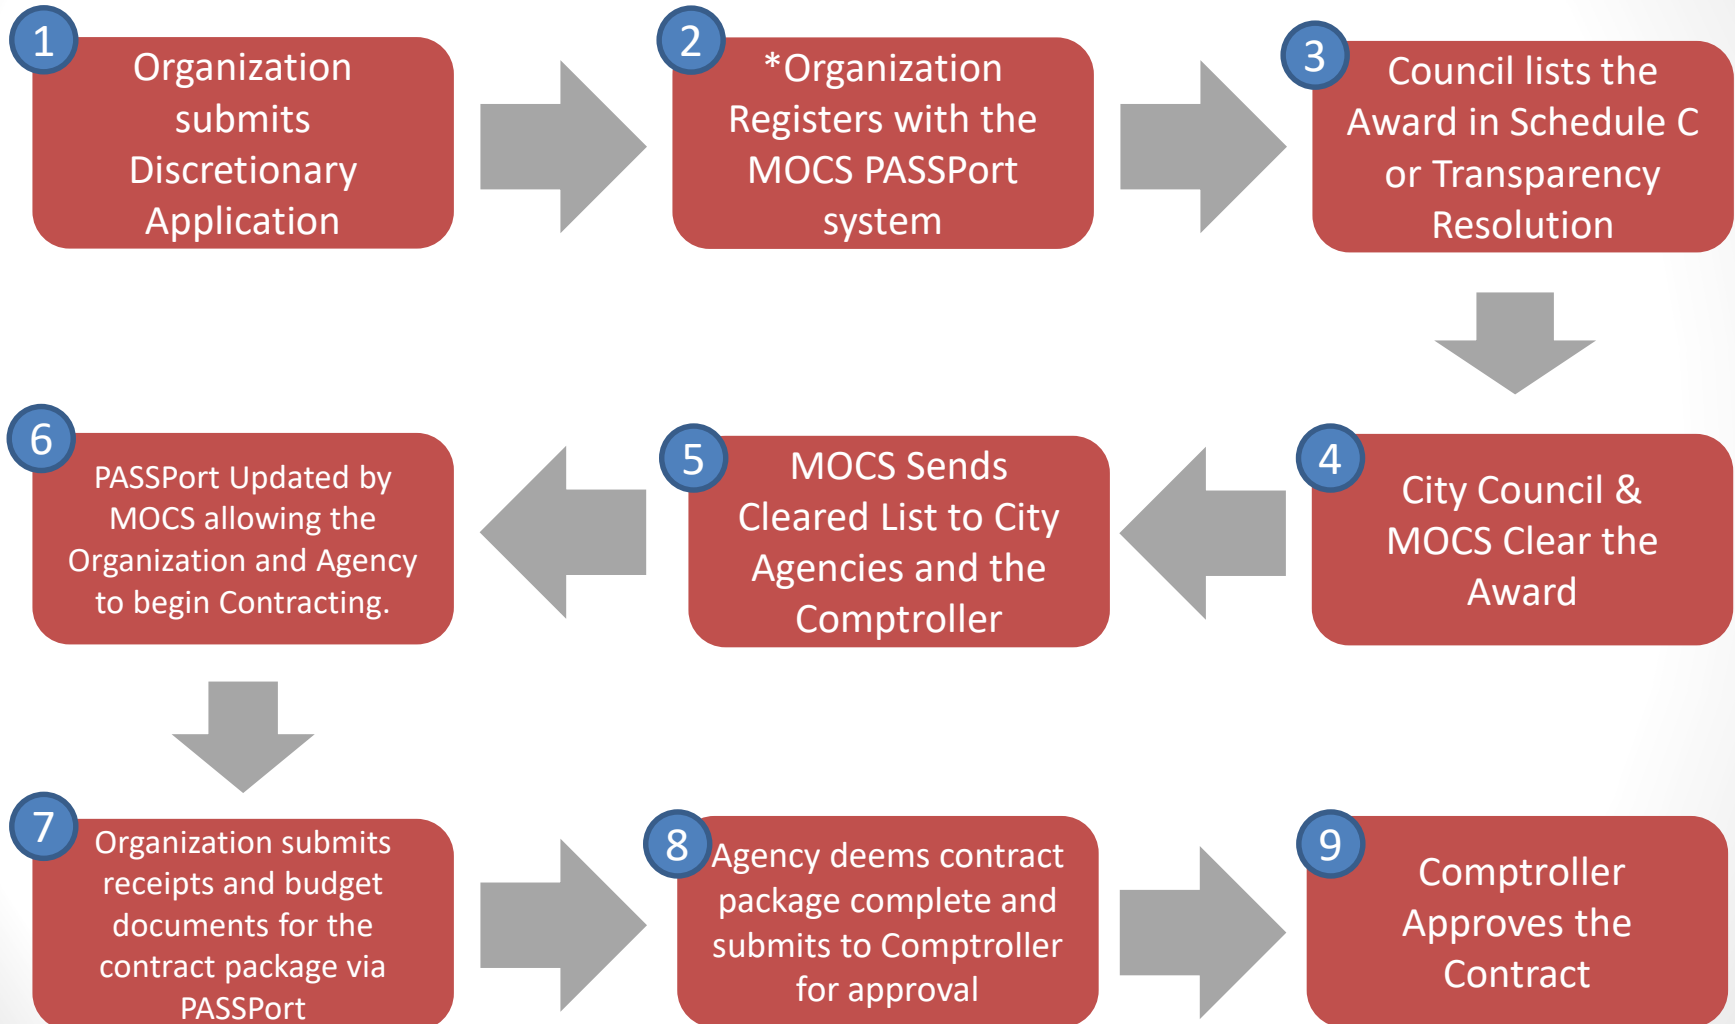 1
Organization
submits
Discretionary
Application
2
*Organization
Registers with the
MOCS PASSPort
system
3
Council lists the
Award in Schedule C
or Transparency
Resolution
4
City Council &
MOCS Clear the
Award
5
MOCS Sends
Cleared List to City
Agencies and the
Comptroller
6
PASSPort Updated by
MOCS allowing the
Organization and Agency
to begin Contracting.
7
Organization submits
receipts and budget
documents for the
contract package via
PASSPort
8
Agency deems contract
package complete and
submits to Comptroller
for approval
9
Comptroller
Approves the
Contract